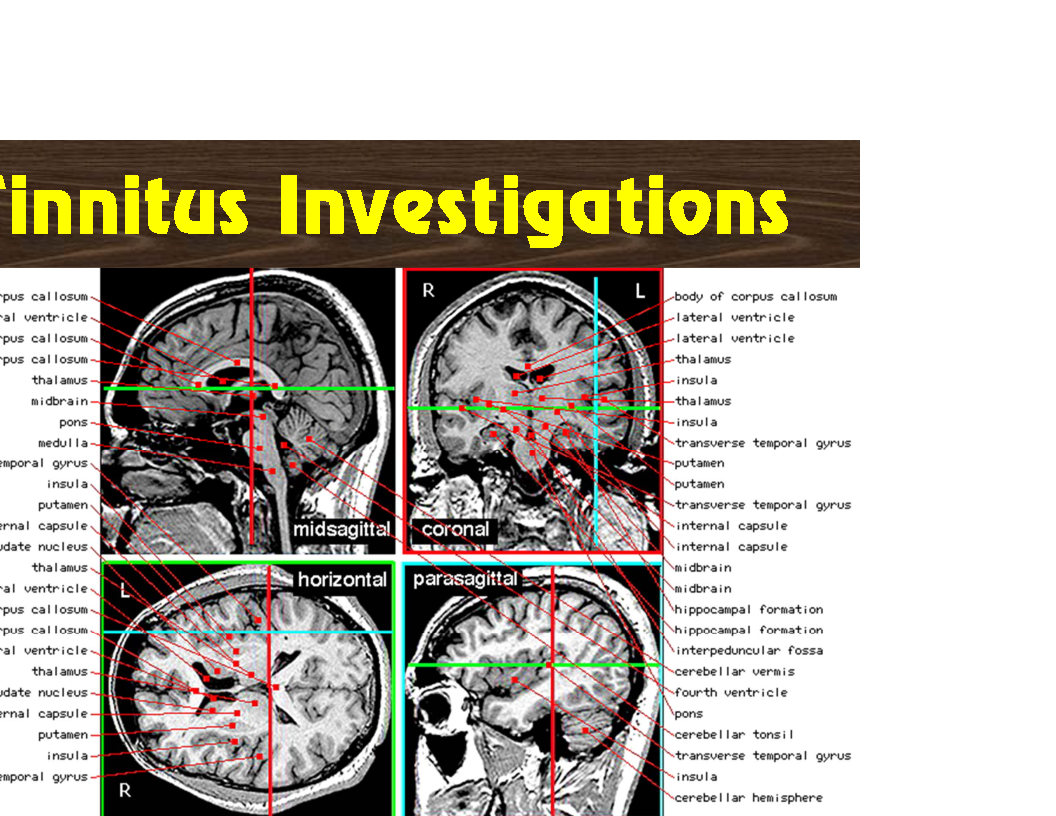 Tinnitus Investigations
rpus callosum
ral ventricle
rpus callosum
rpus callosum
thalamus
midbrain
pons
medulla
emporal gyrus
insula
putamen
ernal capsule
udate nucleus
thalamus
ral ventricle
rpus callosum
rpus callosum
ral ventricle
thalamus
udate nucleus
ernal capsule
putamen
insula
emporal gyrus
midsagittal
R
L
coronal
L
horizontal
R
parasagittal
body of corpus callosum
lateral ventricle
lateral ventricle
thalamus
insula
thalamus
insula
transverse temporal gyrus
putamen
putamen
transverse temporal gyrus
internal capsule
internal capsule
midbrain
midbrain
hippocampal formation
hippocampal formation
interpeduncular fossa
cerebellar vermis
fourth ventricle
pons
cerebellar tonsil
transverse temporal gyrus
insula
cerebellar hemisphere